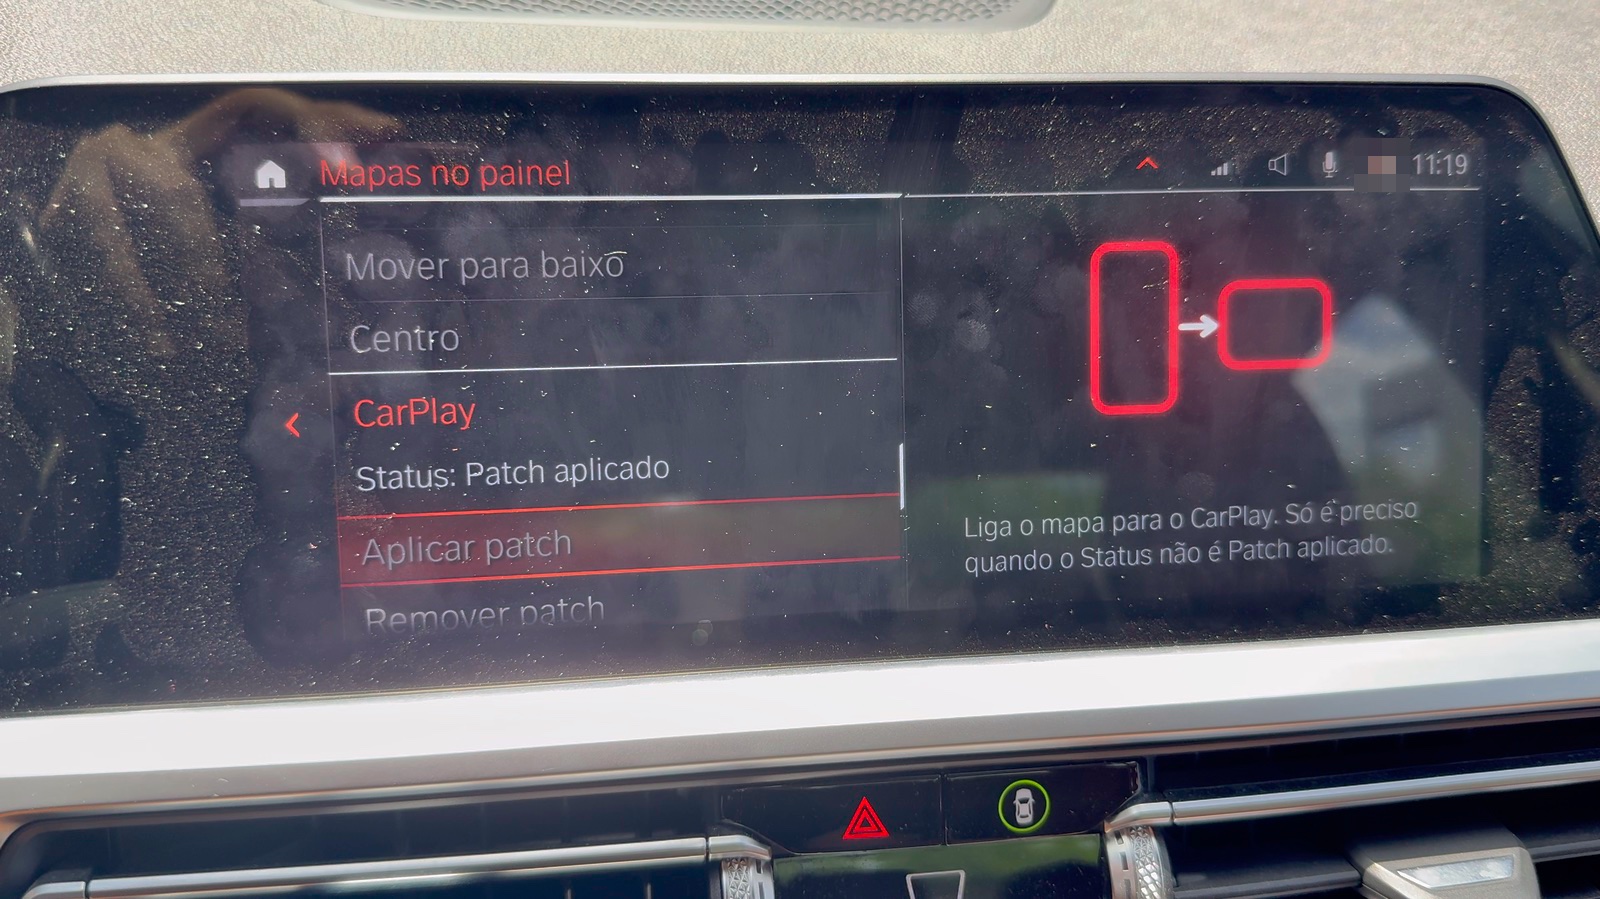 Mapas no painel
11:19
Mover para baixo
Centro
CarPlay
Status: Patch aplicado
Aplicar patch
Remover patch
Liga o mapa para o CarPlay. Só é preciso
quando o Status não é Patch aplicado.